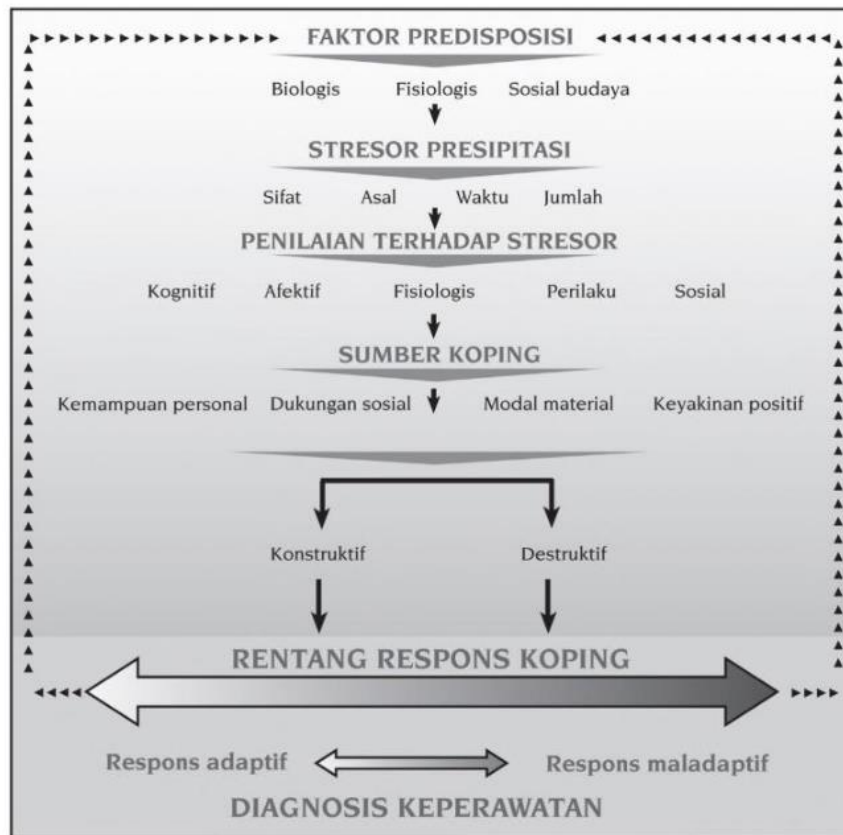 FAKTOR PREDISPOSISI
Biologis Fisiologis Sosial budaya
STRESOR PRESIPITASI
Sifat Asal Waktu Jumlah
PENILAIAN TERHADAP STRESOR
Kognitif Afektif Fisiologis Perilaku Sosial
SUMBER KOPING
Kemampuan personal Dukungan sosial Modal material Keyakinan positif
Konstruktif Destruktif
RENTANG RESPONS KOPING
Respons adaptif Respons maladaptif
DIAGNOSIS KEPERAWATAN